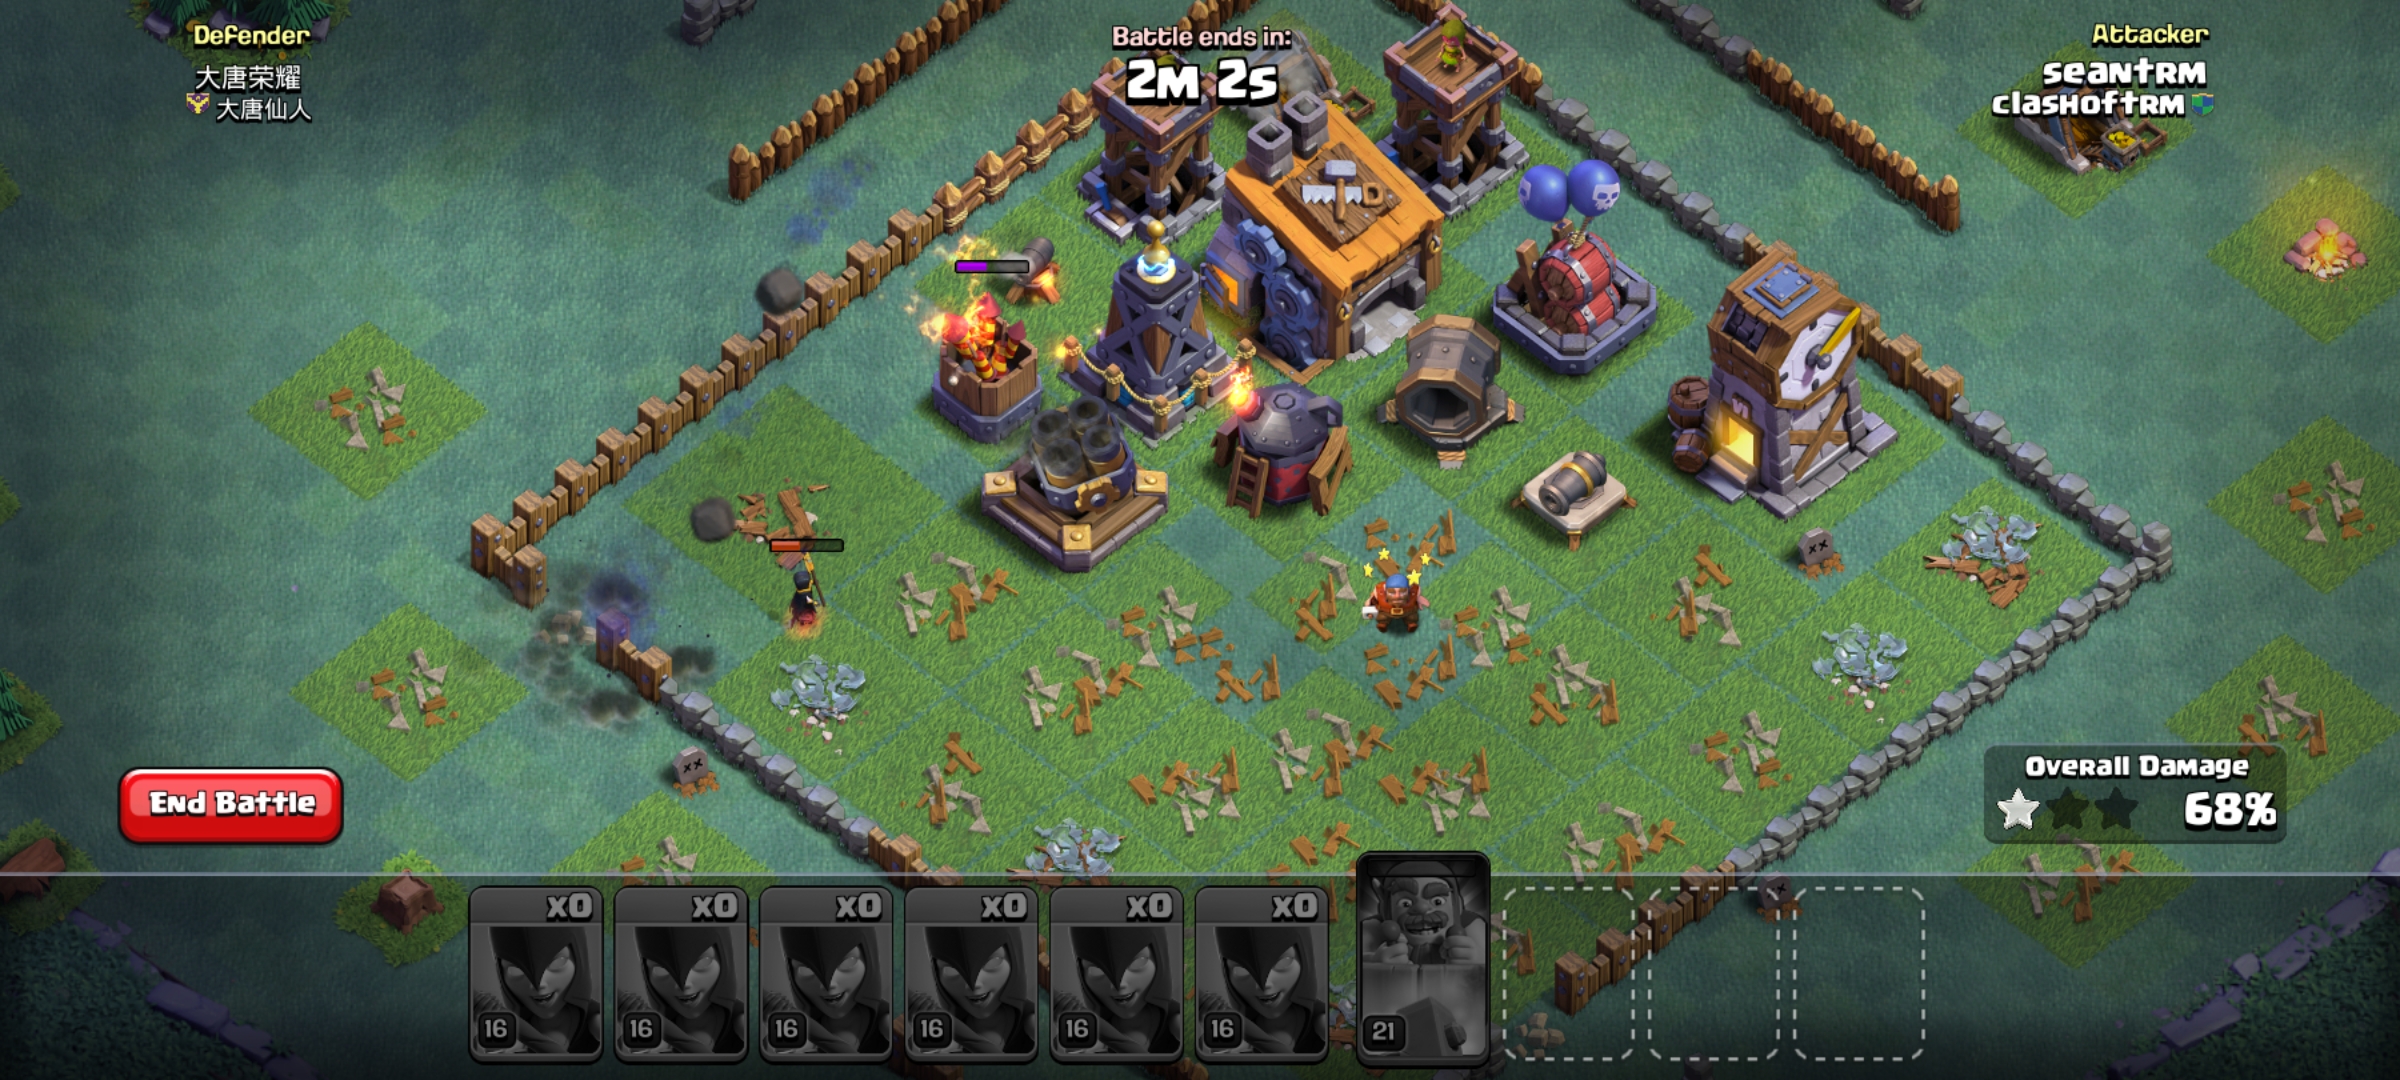 Defender
大唐荣耀
大唐仙人
Battle ends in:
2M 2S
Attacker
seantRM
clashoftRM
VI
End Battle
Overall Damage
68%
x0
x0
x0
x0
x0
x0
16
16
16
16
16
16
21